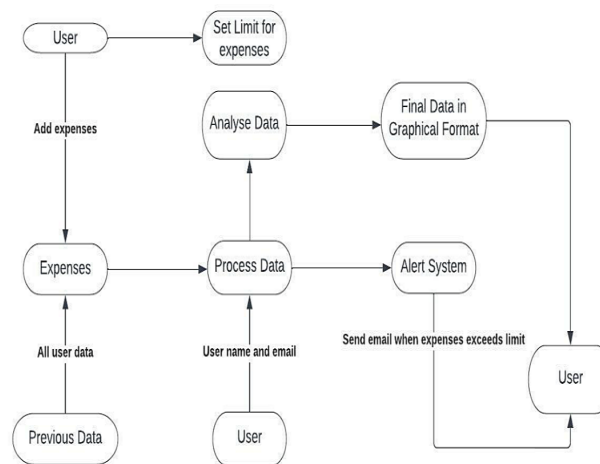 User
Set Limit for
expenses
Analyse Data
Final Data in
Graphical Format
Add expenses
Expenses
Process Data
Alert System
All user data
User name and email
Send email when expenses exceeds limit
User
Previous Data
User